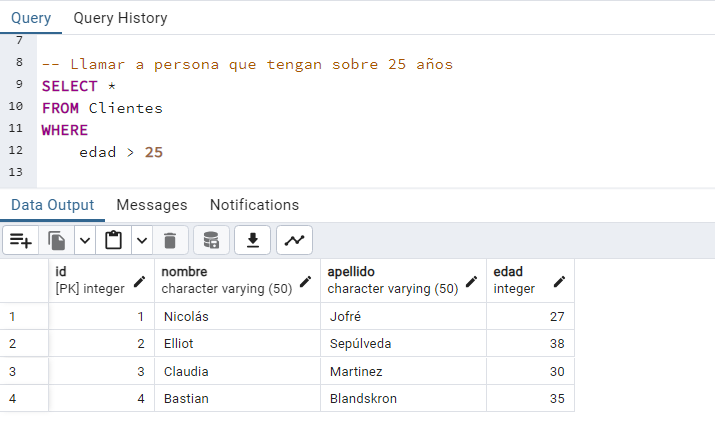 Query Query History
7
8 -- Llamar a persona que tengan sobre 25 años
9 SELECT *
10 FROM Clientes
11 WHERE
12 edad > 25
13
Data Output Messages Notifications
id nombre apellido edad
[PK] integer character varying (50) character varying (50) integer
1 1 Nicolás Jofré 27
2 2 Elliot Sepúlveda 38
3 3 Claudia Martinez 30
4 4 Bastian Blandskron 35